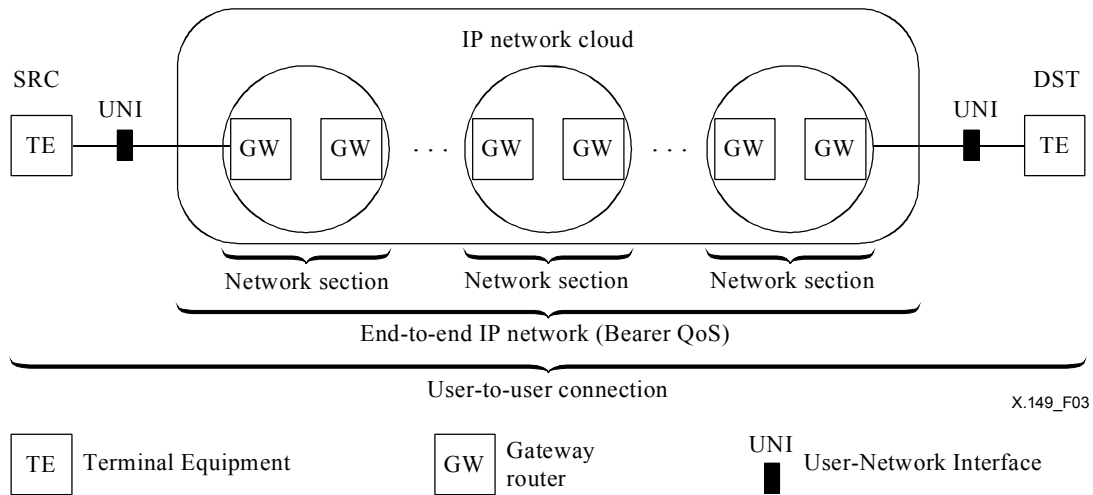 IP network cloud
SRC
DST
UNI
UNI
TE
GW
GW
. . .
GW
GW
. . .
GW
GW
TE
Network section
Network section
Network section
End-to-end IP network (Bearer QoS)
User-to-user connection
X.149_F03
TE
Terminal Equipment
GW
Gateway
router
UNI
User-Network Interface